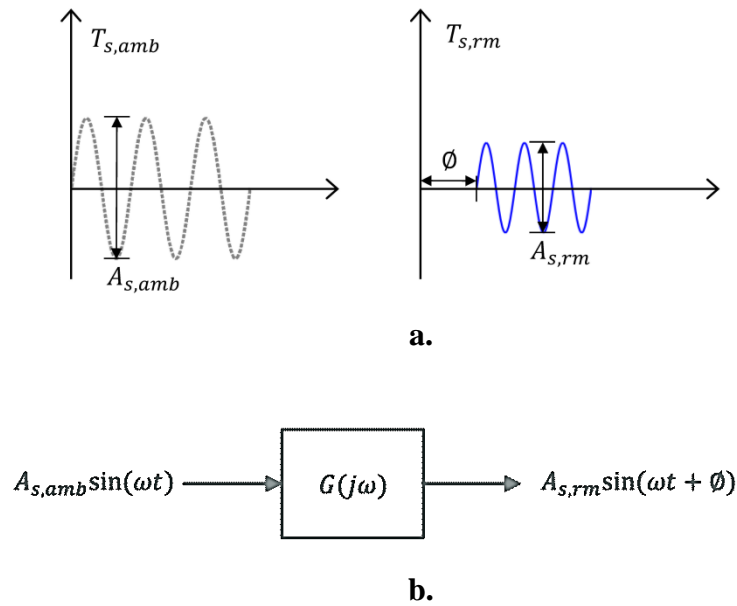 T_{s,amb}
T_{s,rm}
∅
A_{s,amb}
A_{s,rm}
a.
A_{s,amb}sin(ωt)
G(jω)
A_{s,rm}sin(ωt + ∅)
b.